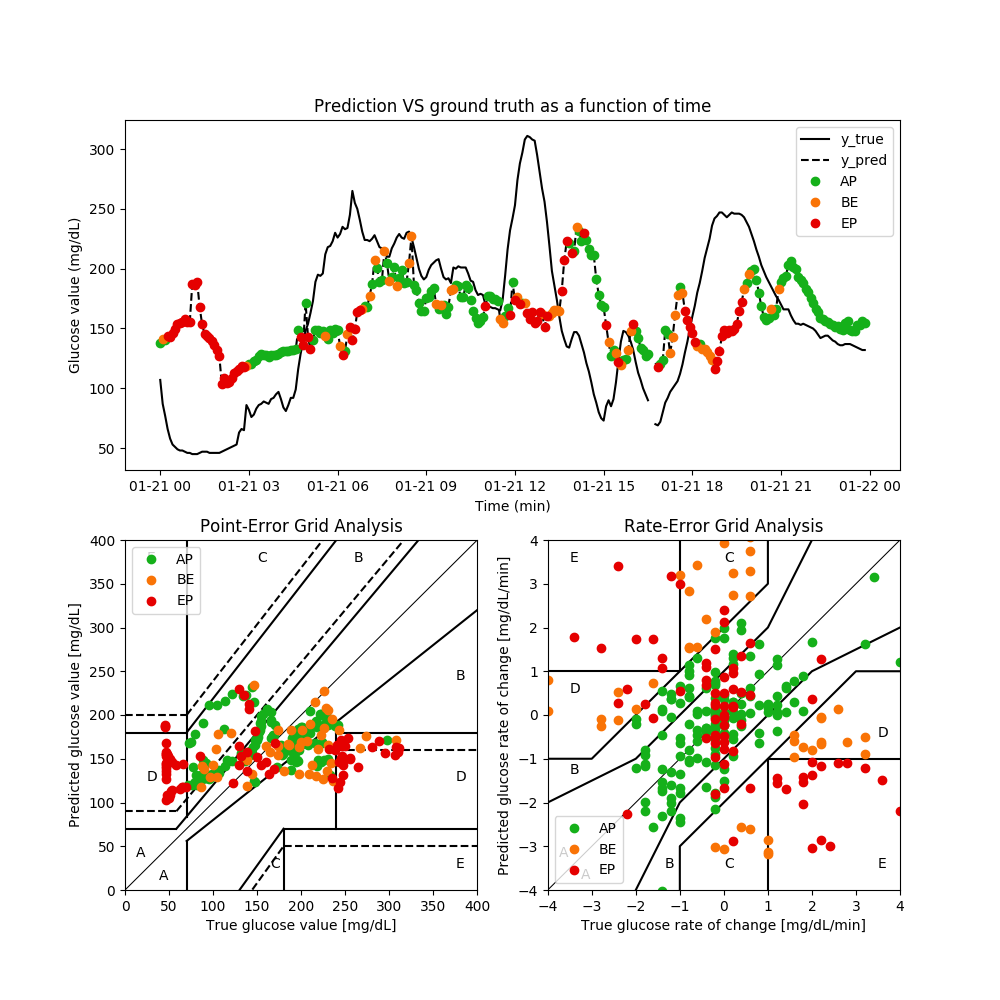 Prediction VS ground truth as a function of time
Glucose value (mg/dL)
300
250
200
150
100
50
y_true
y_pred
AP
BE
EP
01-21 00 01-21 03 01-21 06 01-21 09 01-21 12 01-21 15 01-21 18 01-21 21 01-22 00
Time (min)
Point-Error Grid Analysis
Predicted glucose value [mg/dL]
400
350
300
250
200
150
100
50
0
AP
BE
EP
C
B
B
D
D
A
A
C
E
0 50 100 150 200 250 300 350 400
True glucose value [mg/dL]
Rate-Error Grid Analysis
Predicted glucose rate of change [mg/dL/min]
4
3
2
1
0
−1
−2
−3
−4
E
C
D
D
B
A
A
B
C
E
AP
BE
EP
−4 −3 −2 −1 0 1 2 3 4
True glucose rate of change [mg/dL/min]